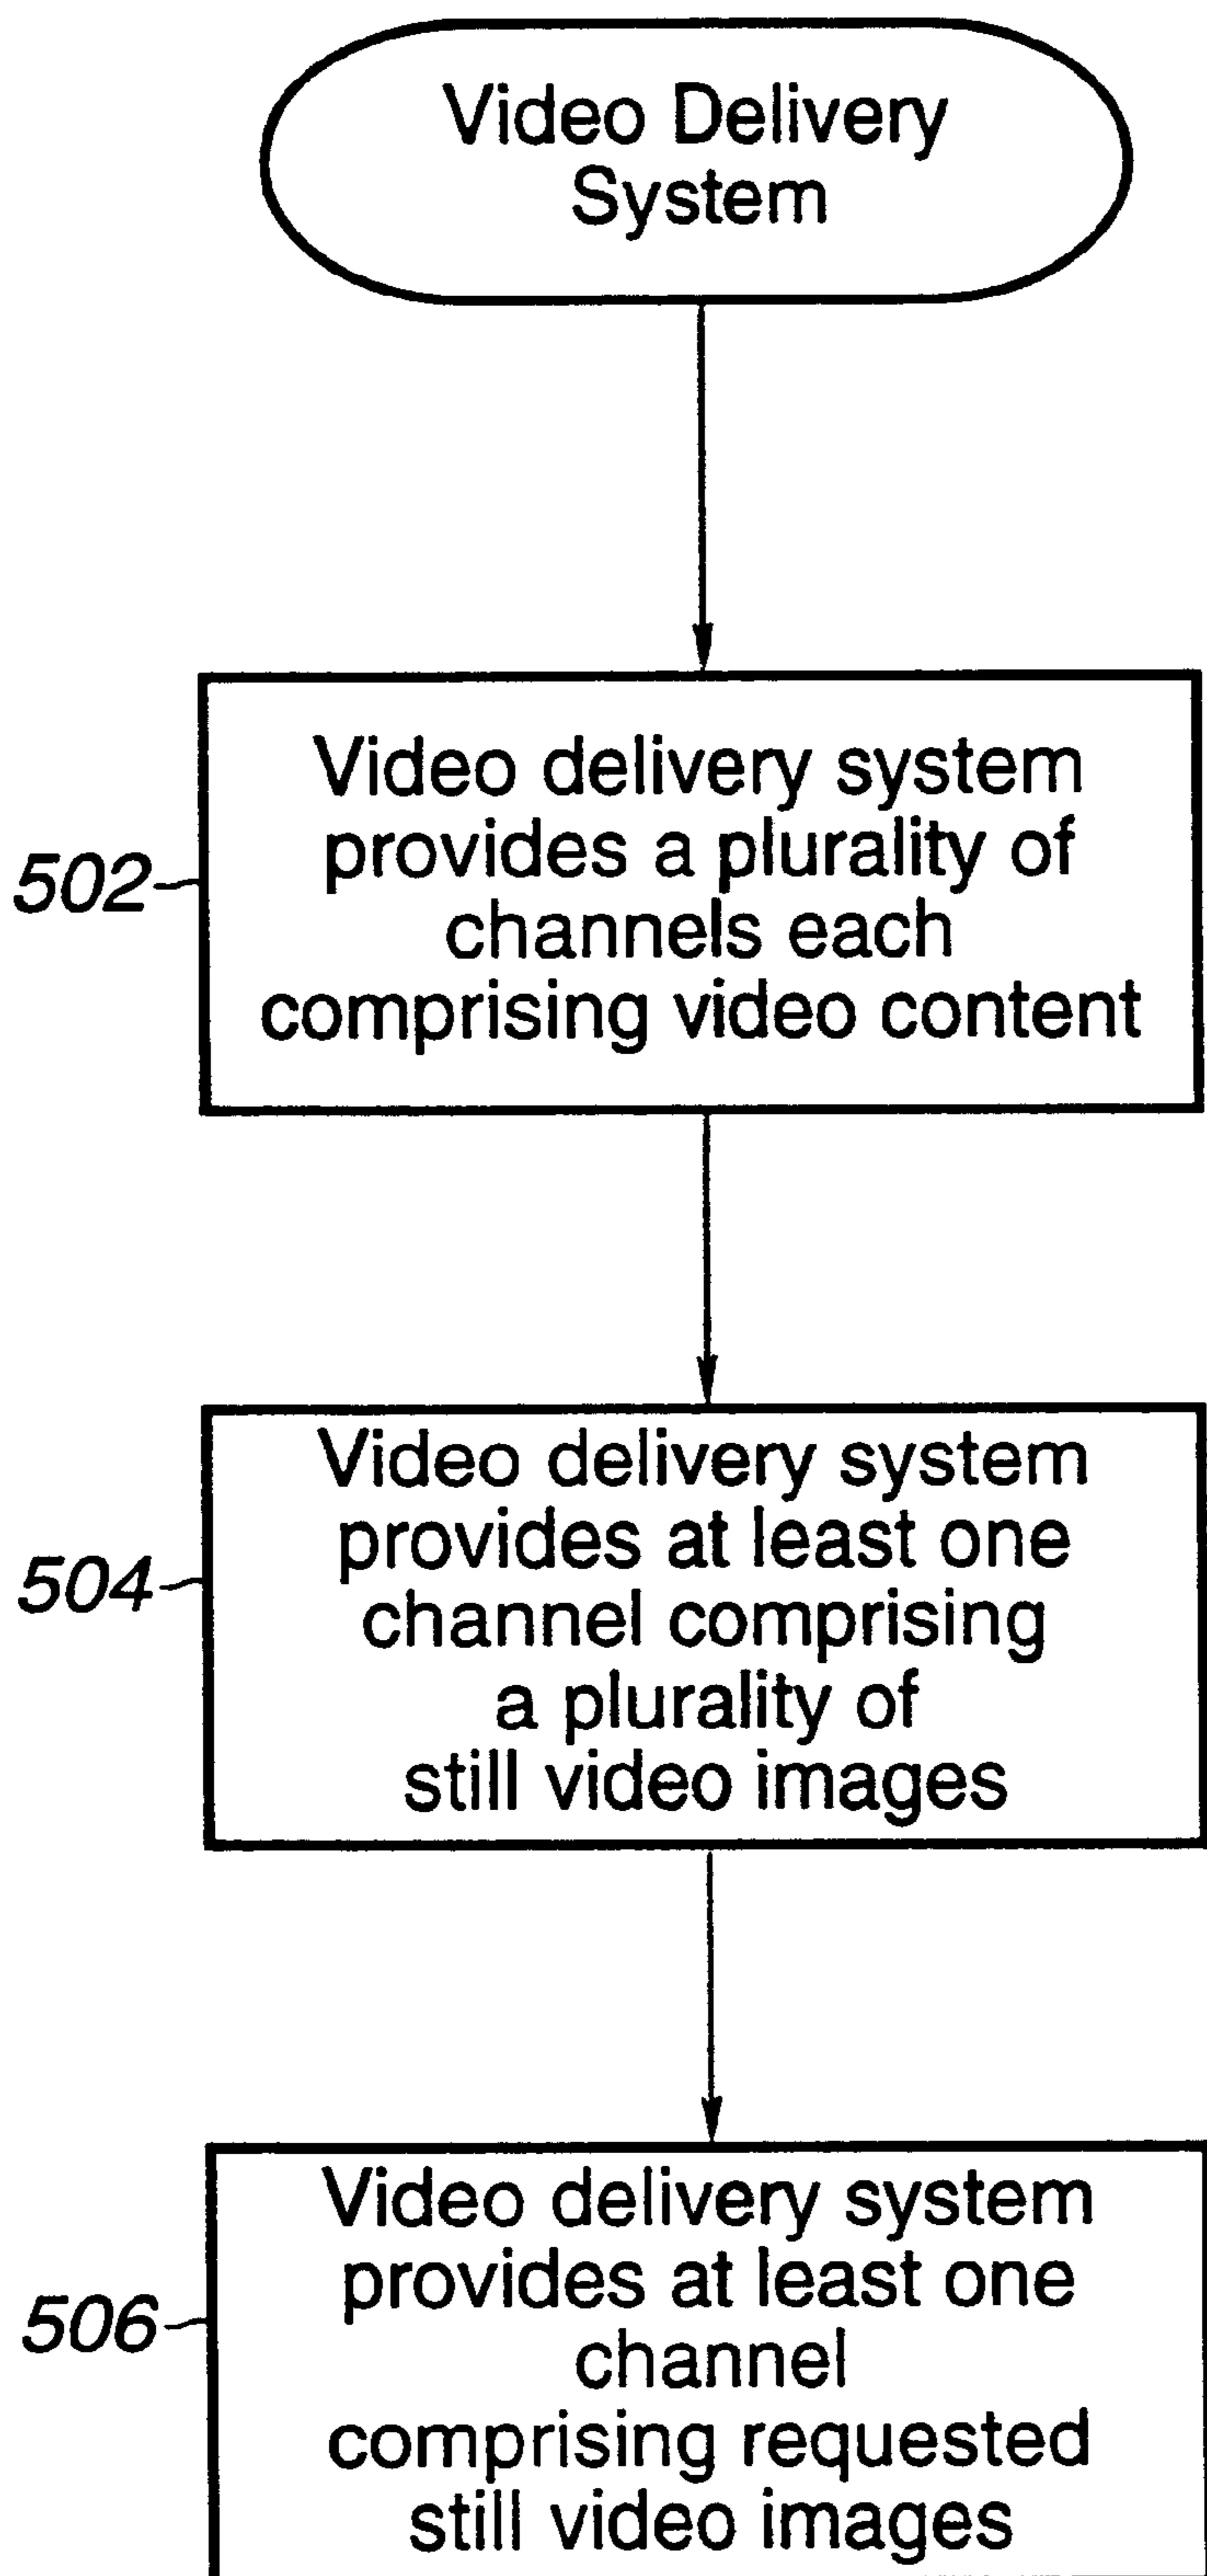 Video Delivery
System
Video delivery system
provides a plurality of
channels each
comprising video content
502
Video delivery system
provides at least one
channel comprising
a plurality of
still video images
504
Video delivery system
provides at least one
channel
comprising requested
still video images
506